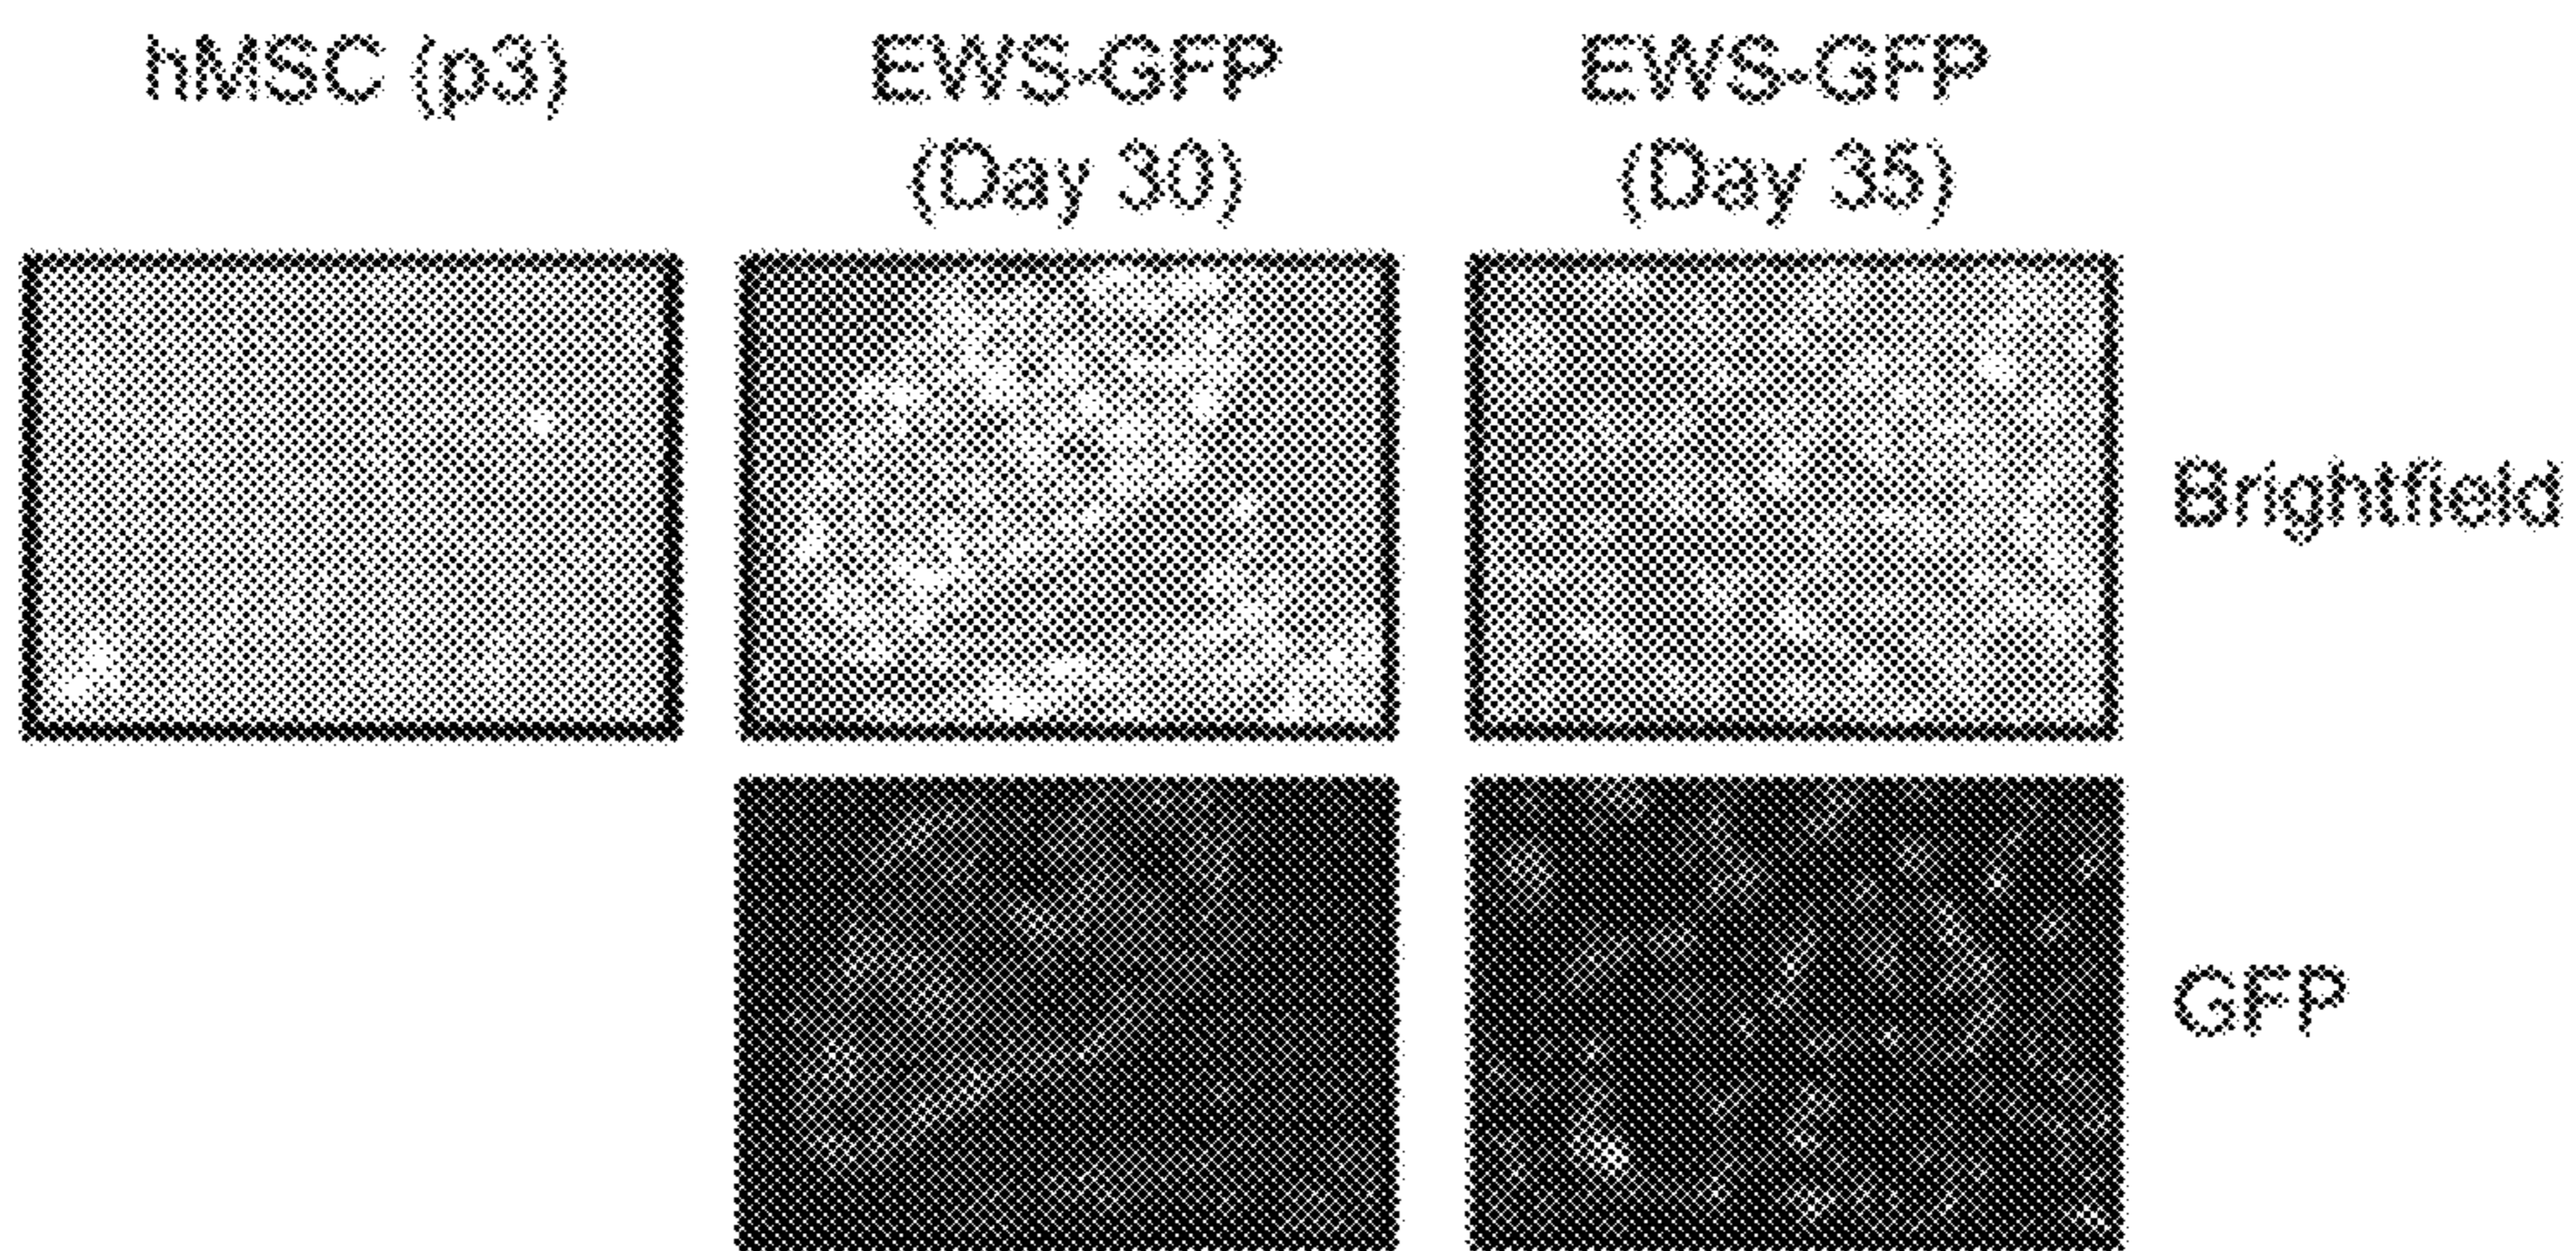 hMSC (p3)
EWS-GFP
(Day 30)
EWS-GFP
(Day 35)
Brightfield
GFP